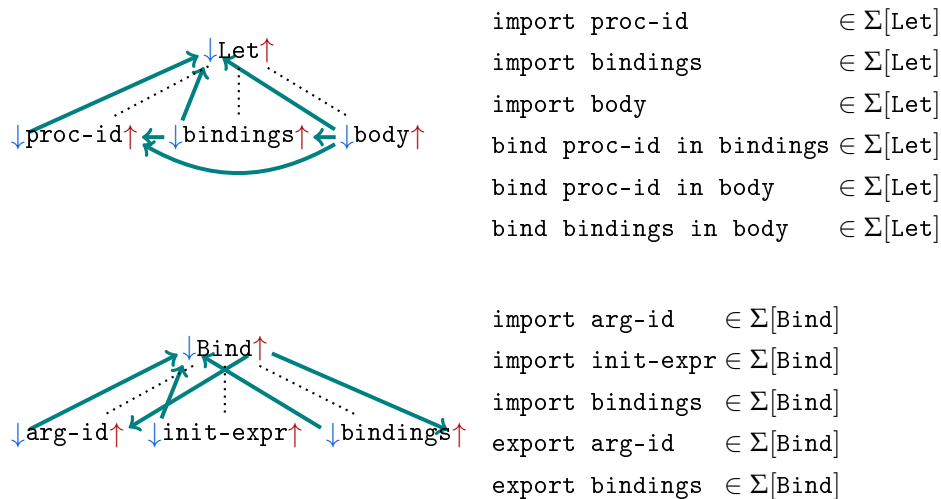 ↓Let↑
↓proc-id↑ ↓bindings↑ ↓body↑
import proc-id ∈ Σ[Let]
import bindings ∈ Σ[Let]
import body ∈ Σ[Let]
bind proc-id in bindings ∈ Σ[Let]
bind proc-id in body ∈ Σ[Let]
bind bindings in body ∈ Σ[Let]
↓Bind↑
↓arg-id↑ ↓init-expr↑ ↓bindings↑
import arg-id ∈ Σ[Bind]
import init-expr ∈ Σ[Bind]
import bindings ∈ Σ[Bind]
export arg-id ∈ Σ[Bind]
export bindings ∈ Σ[Bind]